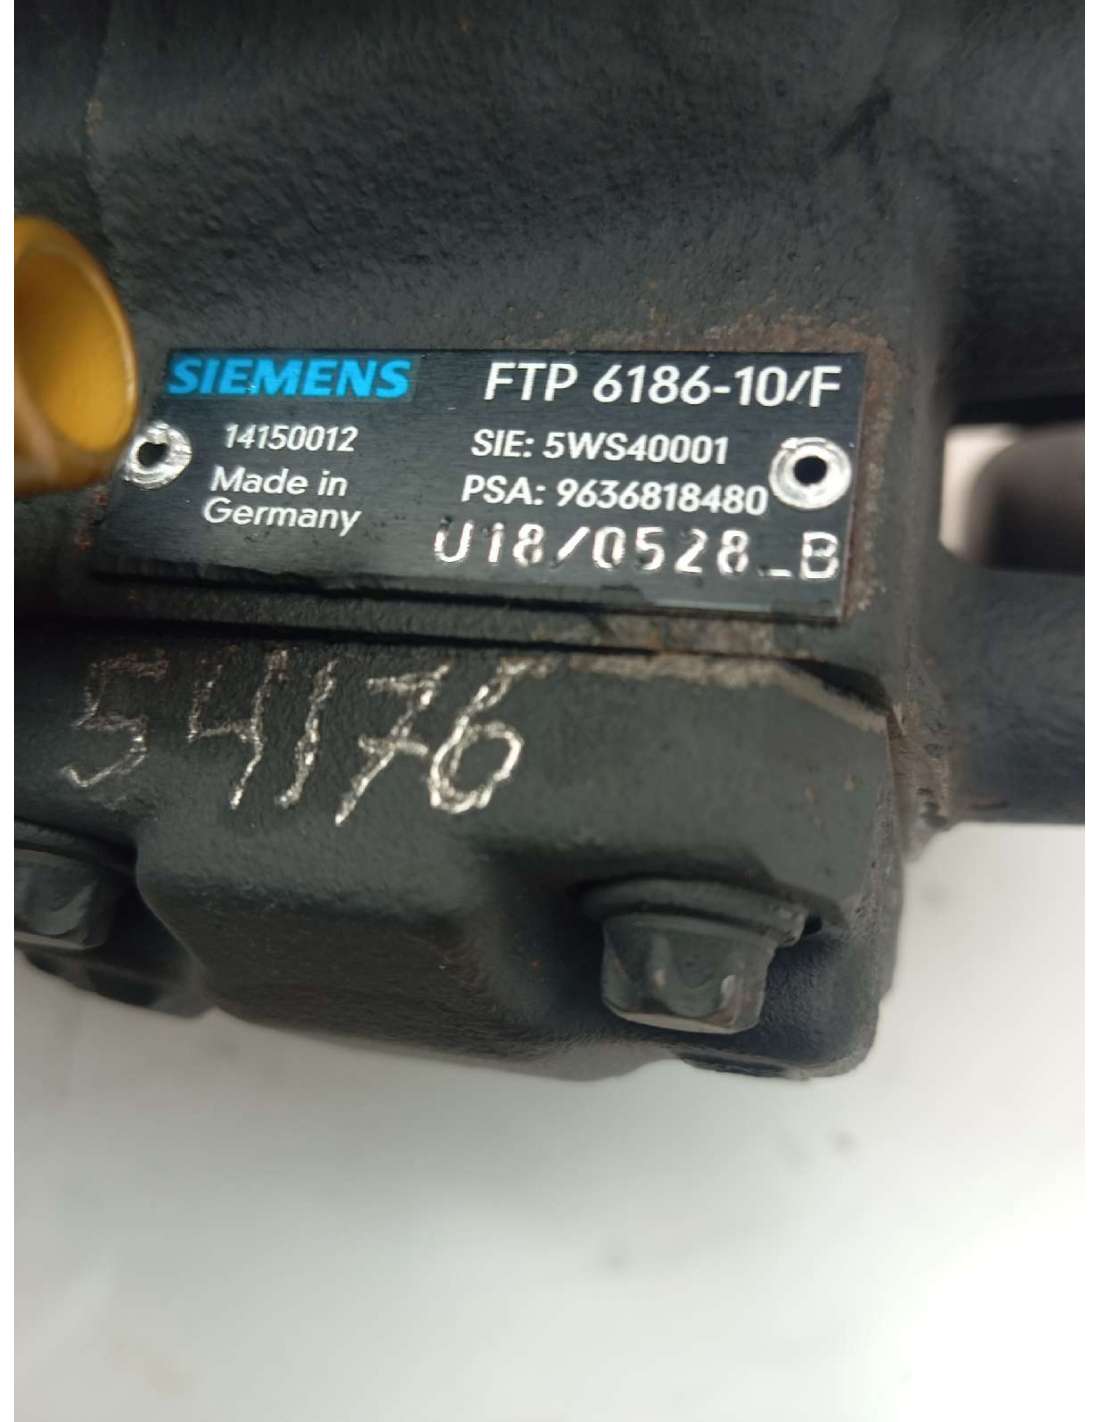 SIEMENS FTP 6186-10/F
14150012 SIE: 5WS40001
Made in PSA: 9636818480
Germany U18/0528_B
54176